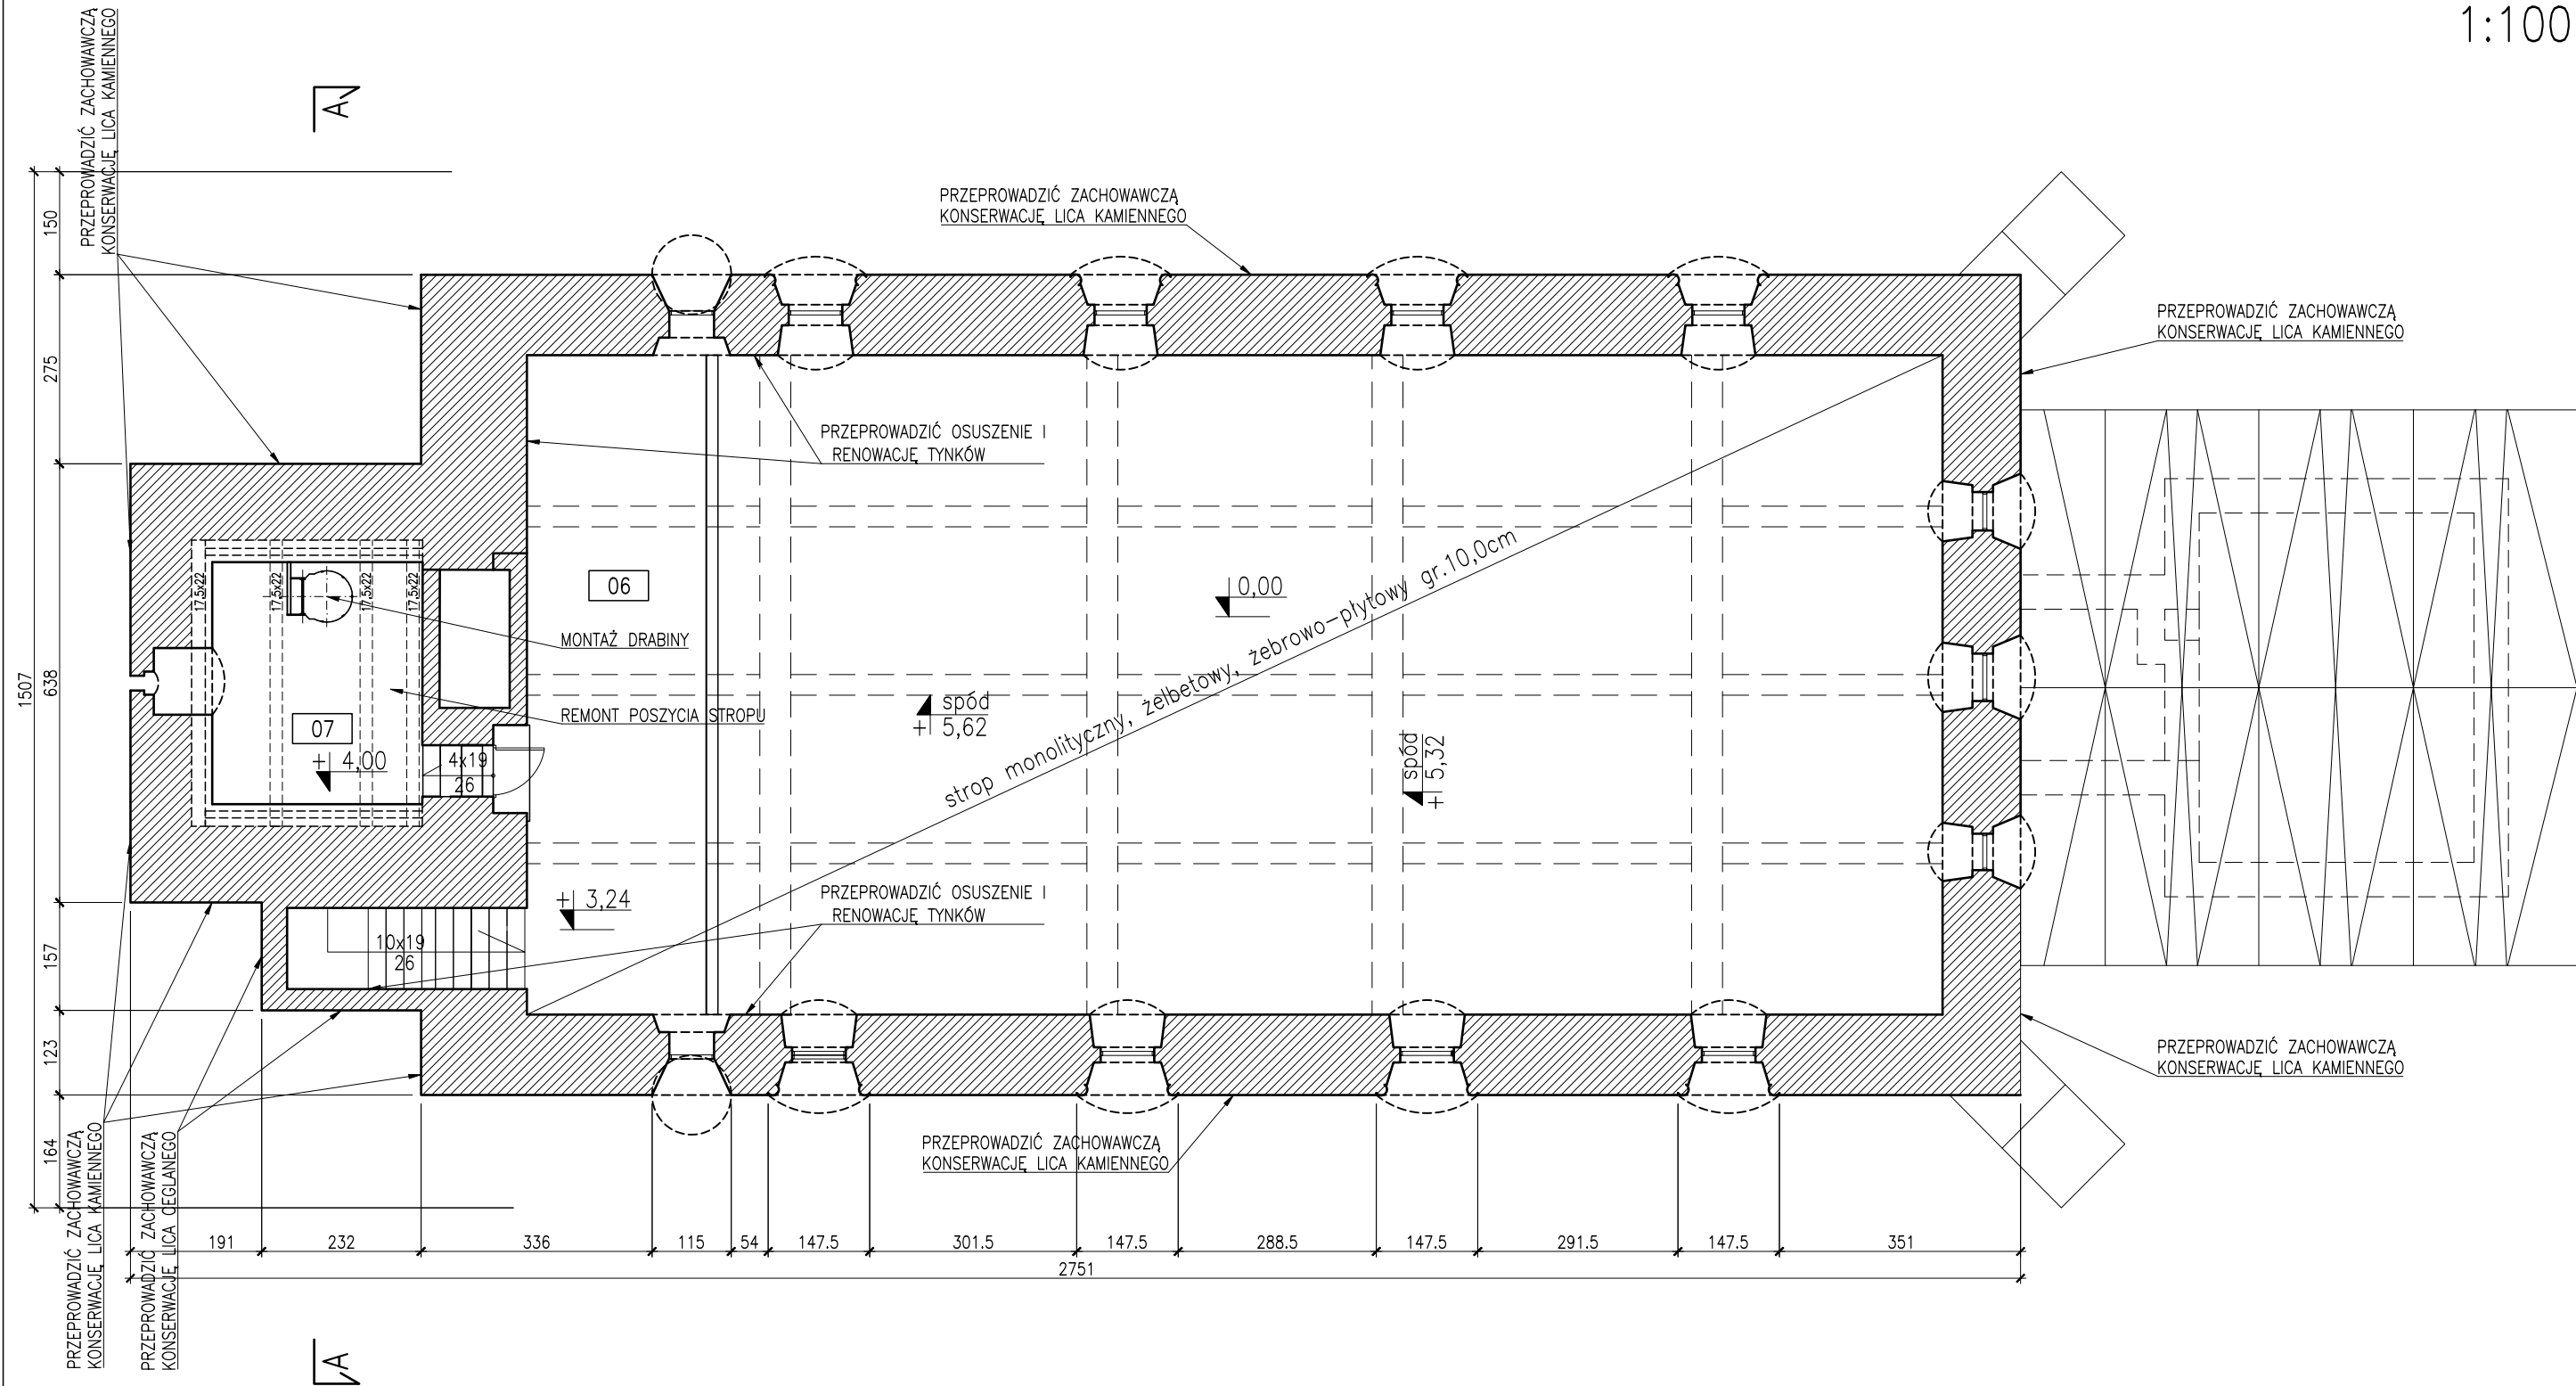 1:100
PRZEPROWADZIĆ ZACHOWAWCZĄ
KONSERWACJĘ LICA KAMIENNEGO
A
PRZEPROWADZIĆ ZACHOWAWCZĄ
KONSERWACJĘ LICA KAMIENNEGO
PRZEPROWADZIĆ ZACHOWAWCZĄ
KONSERWACJĘ LICA KAMIENNEGO
150
275
638
1507
157
123
164
PRZEPROWADZIĆ OSUSZENIE I
RENOWACJĘ TYNKÓW
17,5x22
17,5x22
17,5x22
17,5x22
06
0,00
MONTAŻ DRABINY
REMONT POSZYCIA STROPU
07
+ 4,00
4x19
26
spód
+ 5,62
strop monolityczny, żelbetowy, żebrowo-płytowy gr.10,0cm
spód
+ 5,32
+ 3,24
10x19
26
PRZEPROWADZIĆ OSUSZENIE I
RENOWACJĘ TYNKÓW
PRZEPROWADZIĆ ZACHOWAWCZĄ
KONSERWACJĘ LICA KAMIENNEGO
PRZEPROWADZIĆ ZACHOWAWCZĄ
KONSERWACJĘ LICA KAMIENNEGO
PRZEPROWADZIĆ ZACHOWAWCZĄ
KONSERWACJĘ LICA KAMIENNEGO
PRZEPROWADZIĆ ZACHOWAWCZĄ
KONSERWACJĘ LICA CEGLANEGO
191 232 336 115 54 147.5 301.5 147.5 288.5 147.5 291.5 147.5 351
2751
A